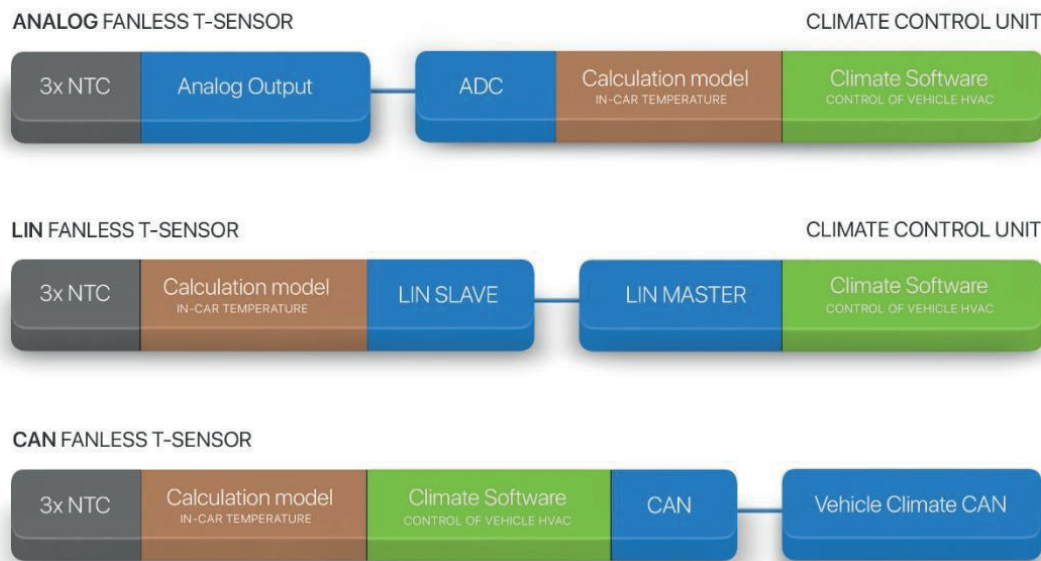 ANALOG FANLESS T-SENSOR
CLIMATE CONTROL UNIT
3x NTC
Analog Output
ADC
Calculation model
IN-CAR TEMPERATURE
Climate Software
CONTROL OF VEHICLE HVAC
LIN FANLESS T-SENSOR
CLIMATE CONTROL UNIT
3x NTC
Calculation model
IN-CAR TEMPERATURE
LIN SLAVE
LIN MASTER
Climate Software
CONTROL OF VEHICLE HVAC
CAN FANLESS T-SENSOR
3x NTC
Calculation model
IN-CAR TEMPERATURE
Climate Software
CONTROL OF VEHICLE HVAC
CAN
Vehicle Climate CAN